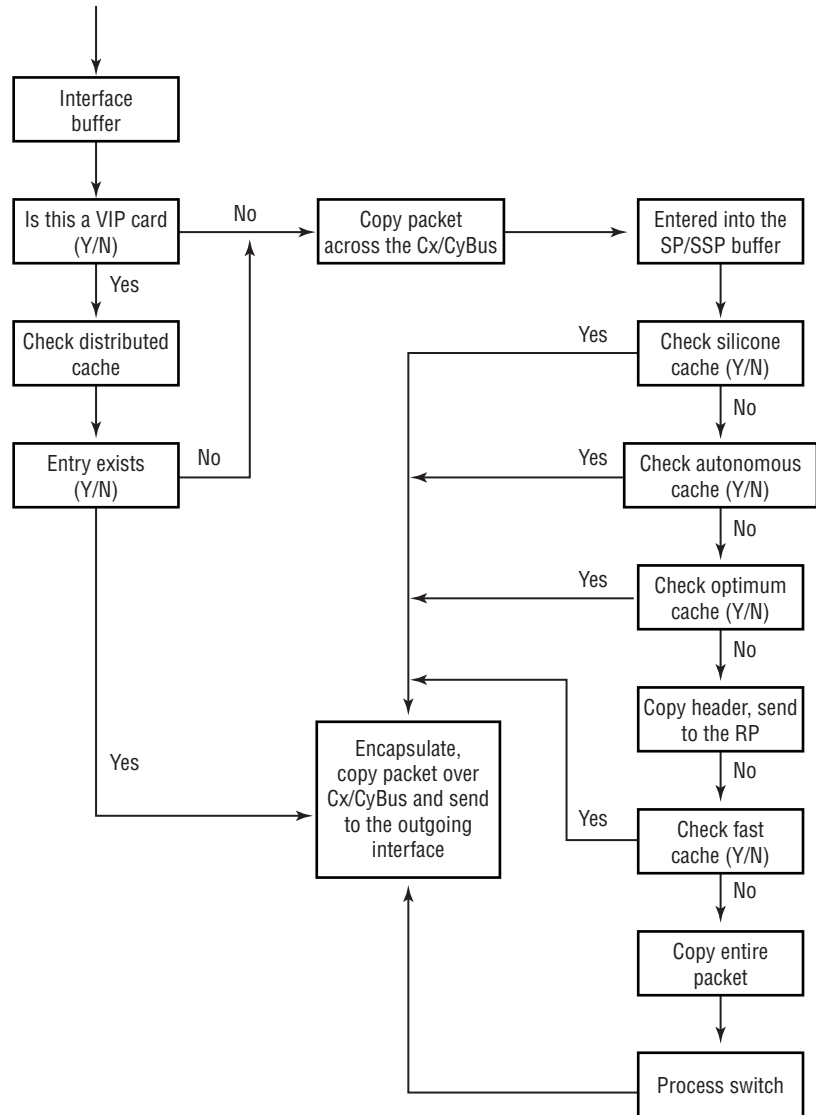 Interface
buffer
Is this a VIP card
(Y/N)
No
Copy packet
across the Cx/CyBus
Entered into the
SP/SSP buffer
Yes
Check distributed
cache
Yes
Check silicone
cache (Y/N)
No
Entry exists
(Y/N)
No
Yes
Check autonomous
cache (Y/N)
No
Yes
Check optimum
cache (Y/N)
No
Copy header, send
to the RP
No
Yes
Encapsulate,
copy packet over
Cx/CyBus and send
to the outgoing
interface
Yes
Check fast
cache (Y/N)
No
Copy entire
packet
Process switch